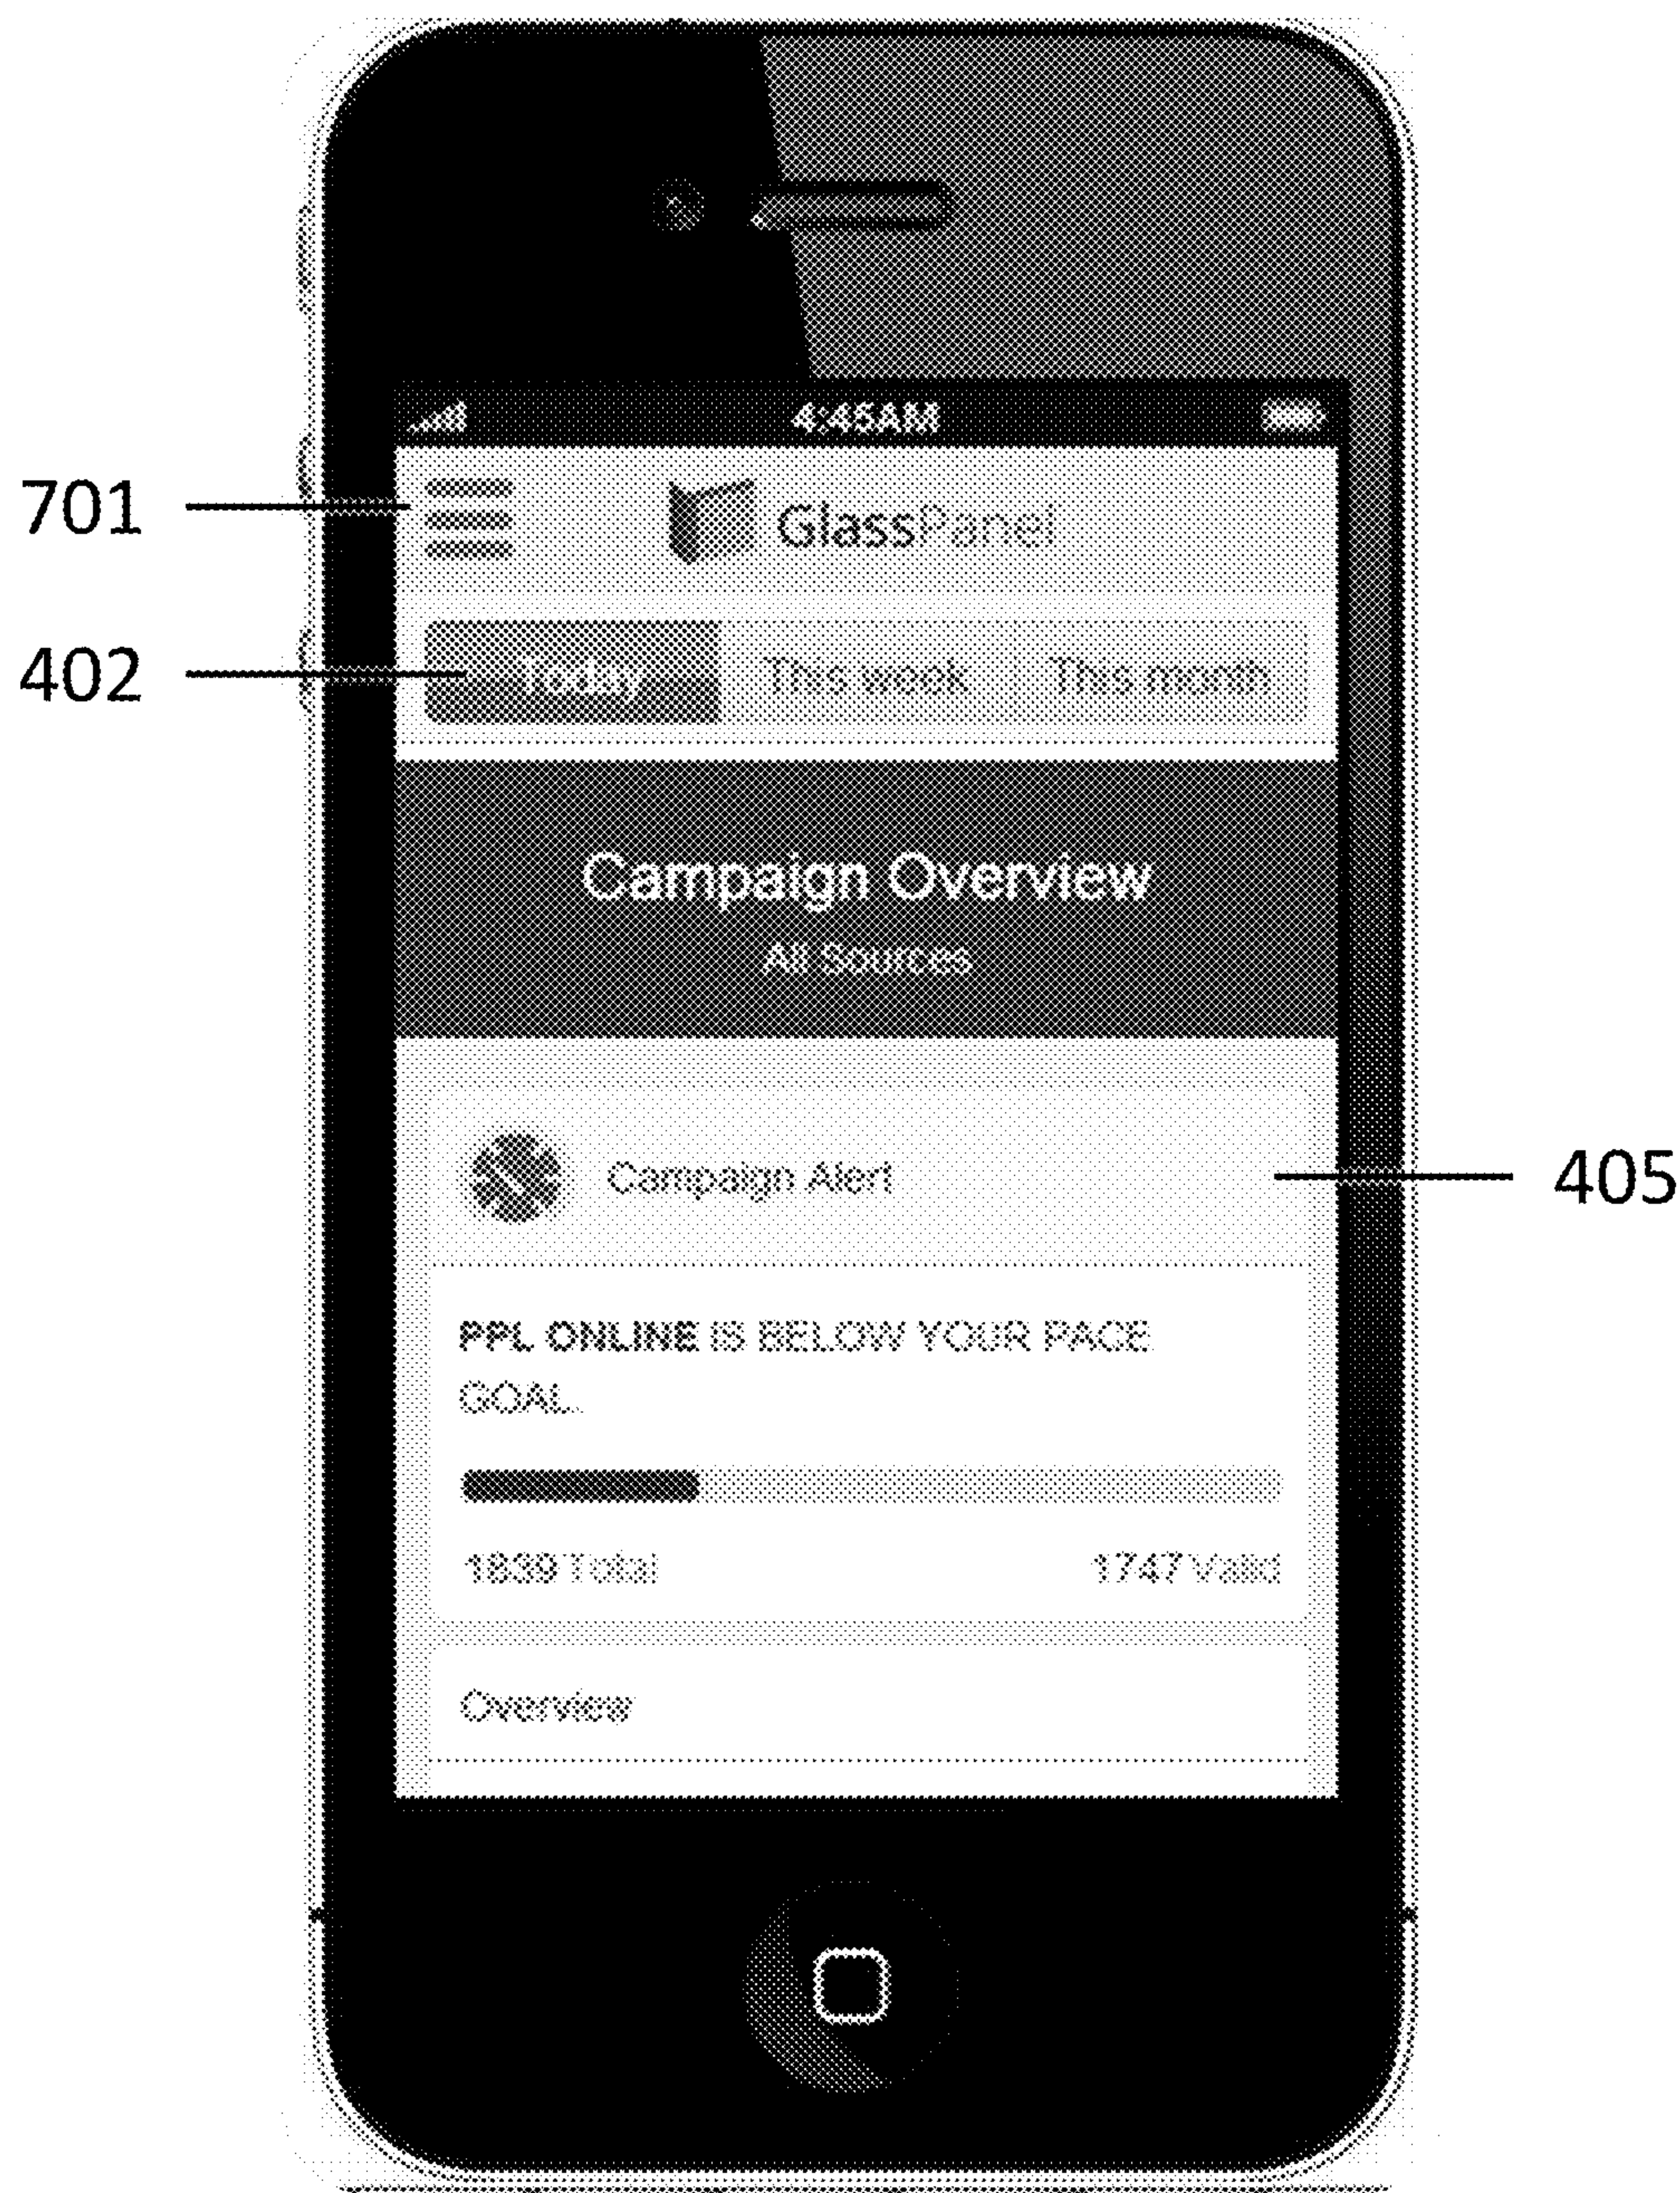 4:45AM
701
GlassPanel
402
Today This week This month
Campaign Overview
All Sources
Campaign Alert
405
PPL ONLINE IS BELOW YOUR PACE
GOAL.
1839 Total 1747 Valid
Overview